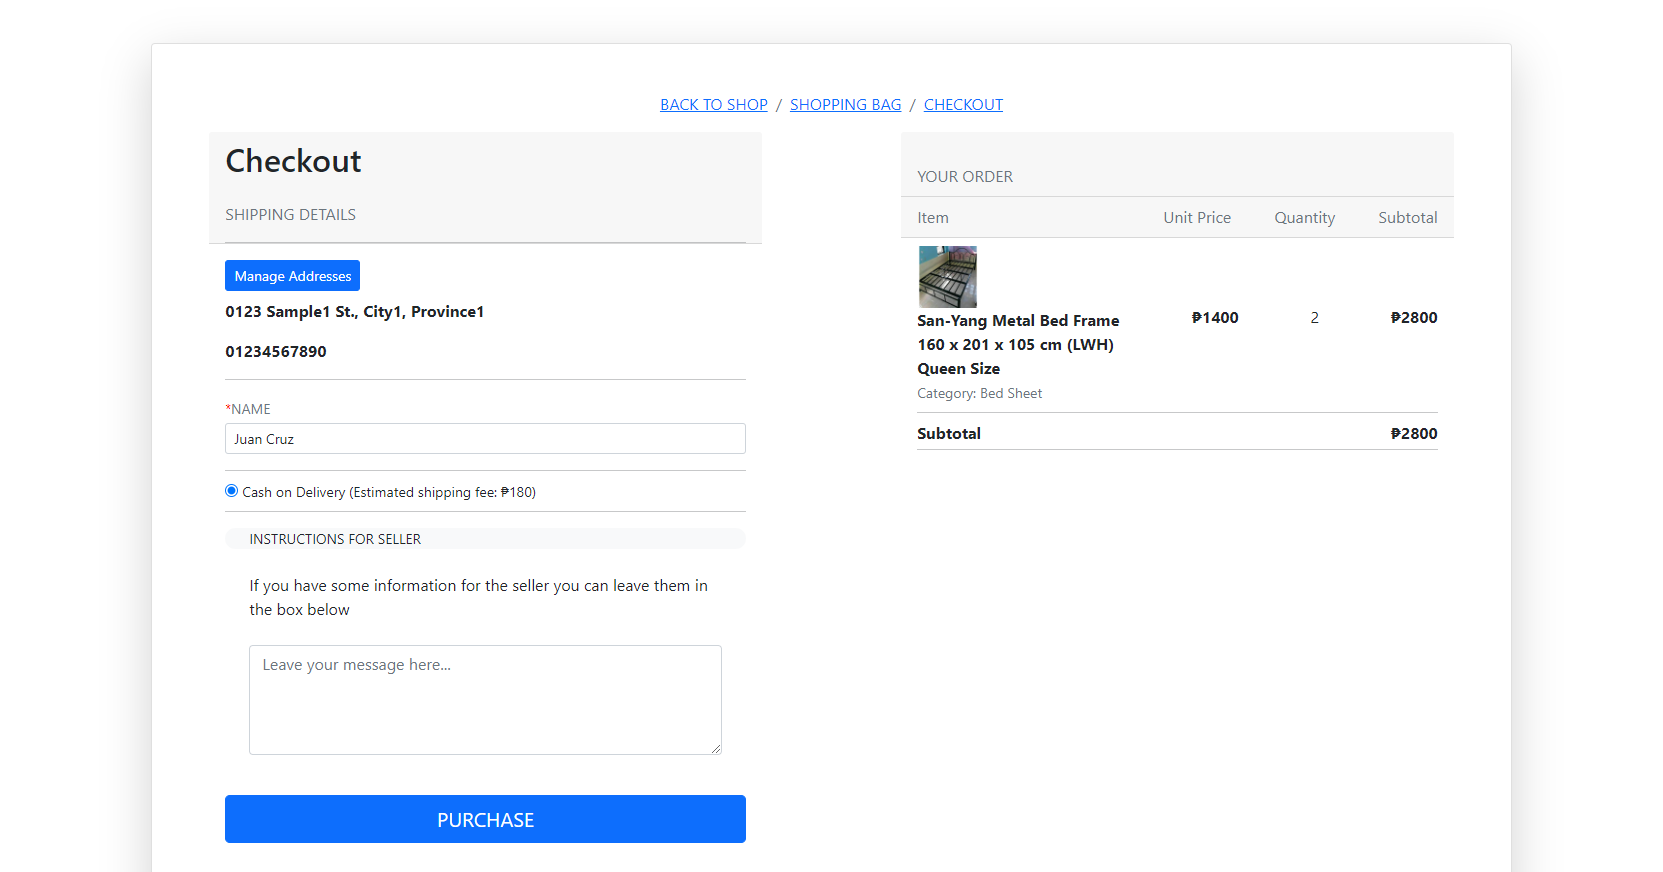 BACK TO SHOP / SHOPPING BAG / CHECKOUT
Checkout
SHIPPING DETAILS
Manage Addresses
0123 Sample1 St., City1, Province1
01234567890
*NAME
Juan Cruz
Cash on Delivery (Estimated shipping fee: ₱180)
INSTRUCTIONS FOR SELLER
If you have some information for the seller you can leave them in
the box below
Leave your message here...
PURCHASE
YOUR ORDER
Item Unit Price Quantity Subtotal
San-Yang Metal Bed Frame ₱1400 2 ₱2800
160 x 201 x 105 cm (LWH)
Queen Size
Category: Bed Sheet
Subtotal ₱2800